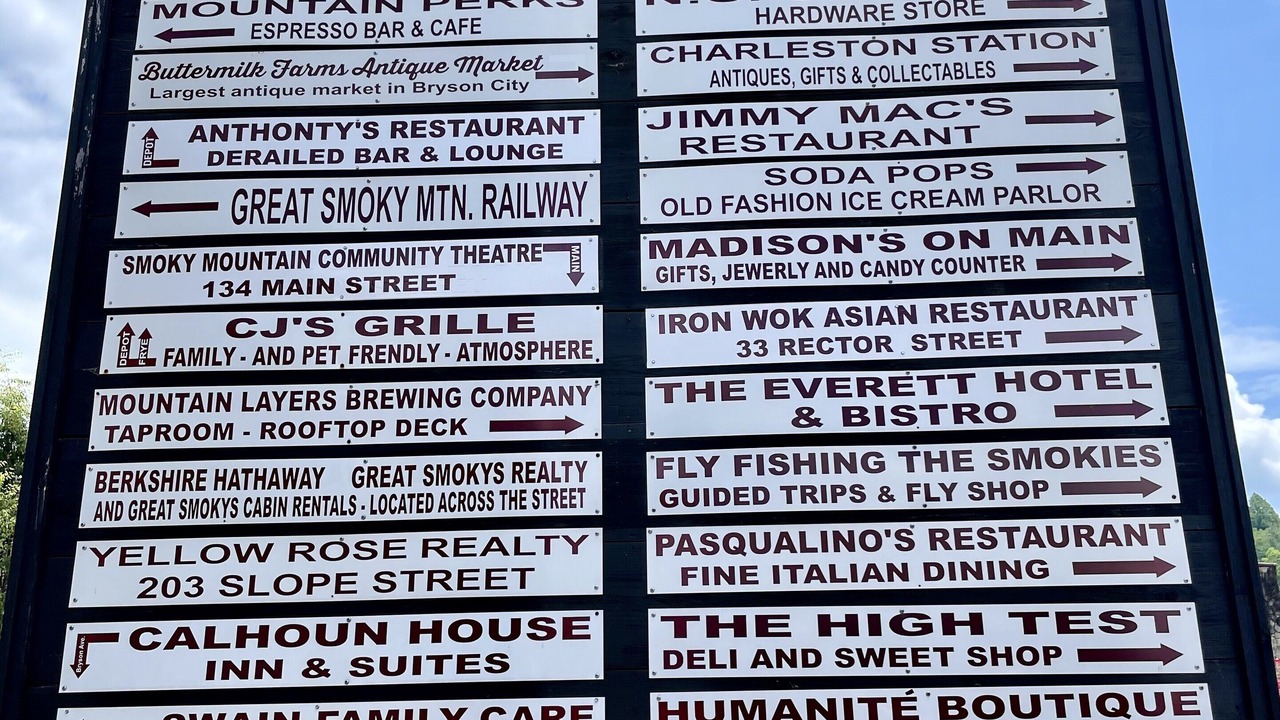 MOUNTAIN PERKS
ESPRESSO BAR & CAFE
Buttermilk Farms Antique Market
Largest antique market in Bryson City
DEPOT
ANTHONTY'S RESTAURANT
DERAILED BAR & LOUNGE
GREAT SMOKY MTN. RAILWAY
SMOKY MOUNTAIN COMMUNITY THEATRE
MAIN
134 MAIN STREET
DEPOT
FRYE
CJ'S GRILLE
FAMILY - AND PET FRENDLY - ATMOSPHERE
MOUNTAIN LAYERS BREWING COMPANY
TAPROOM - ROOFTOP DECK
BERKSHIRE HATHAWAY GREAT SMOKYS REALTY
AND GREAT SMOKYS CABIN RENTALS - LOCATED ACROSS THE STREET
YELLOW ROSE REALTY
203 SLOPE STREET
Bryson Ave.
CALHOUN HOUSE
INN & SUITES
SWAIN FAMILY CARE
HARDWARE STORE
CHARLESTON STATION
ANTIQUES, GIFTS & COLLECTABLES
JIMMY MAC'S
RESTAURANT
SODA POPS
OLD FASHION ICE CREAM PARLOR
MADISON'S ON MAIN
GIFTS, JEWERLY AND CANDY COUNTER
IRON WOK ASIAN RESTAURANT
33 RECTOR STREET
THE EVERETT HOTEL
& BISTRO
FLY FISHING THE SMOKIES
GUIDED TRIPS & FLY SHOP
PASQUALINO'S RESTAURANT
FINE ITALIAN DINING
THE HIGH TEST
DELI AND SWEET SHOP
HUMANITÉ BOUTIQUE